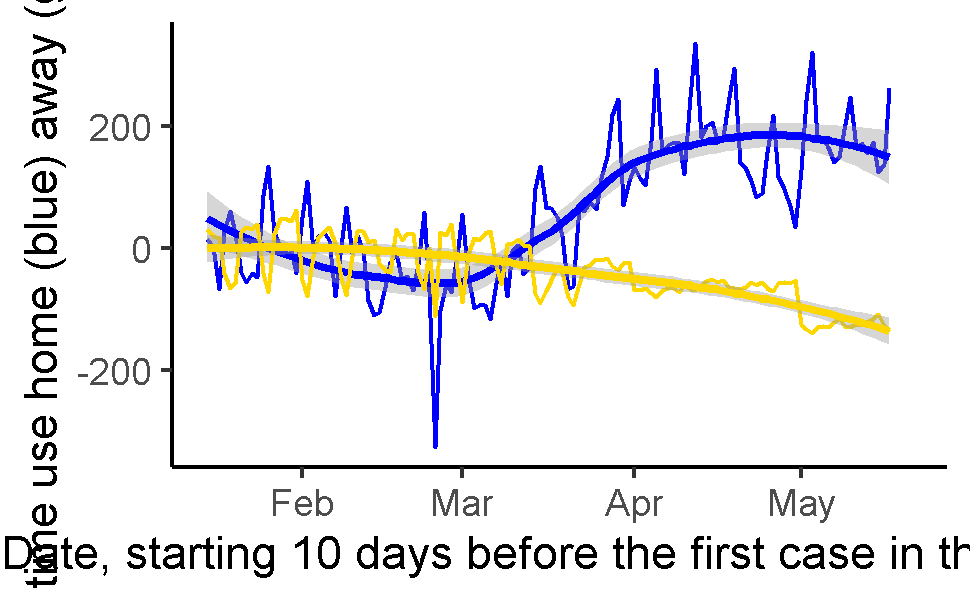 time use home (blue) away (
200
0
-200
Feb Mar Apr May
Date, starting 10 days before the first case in th